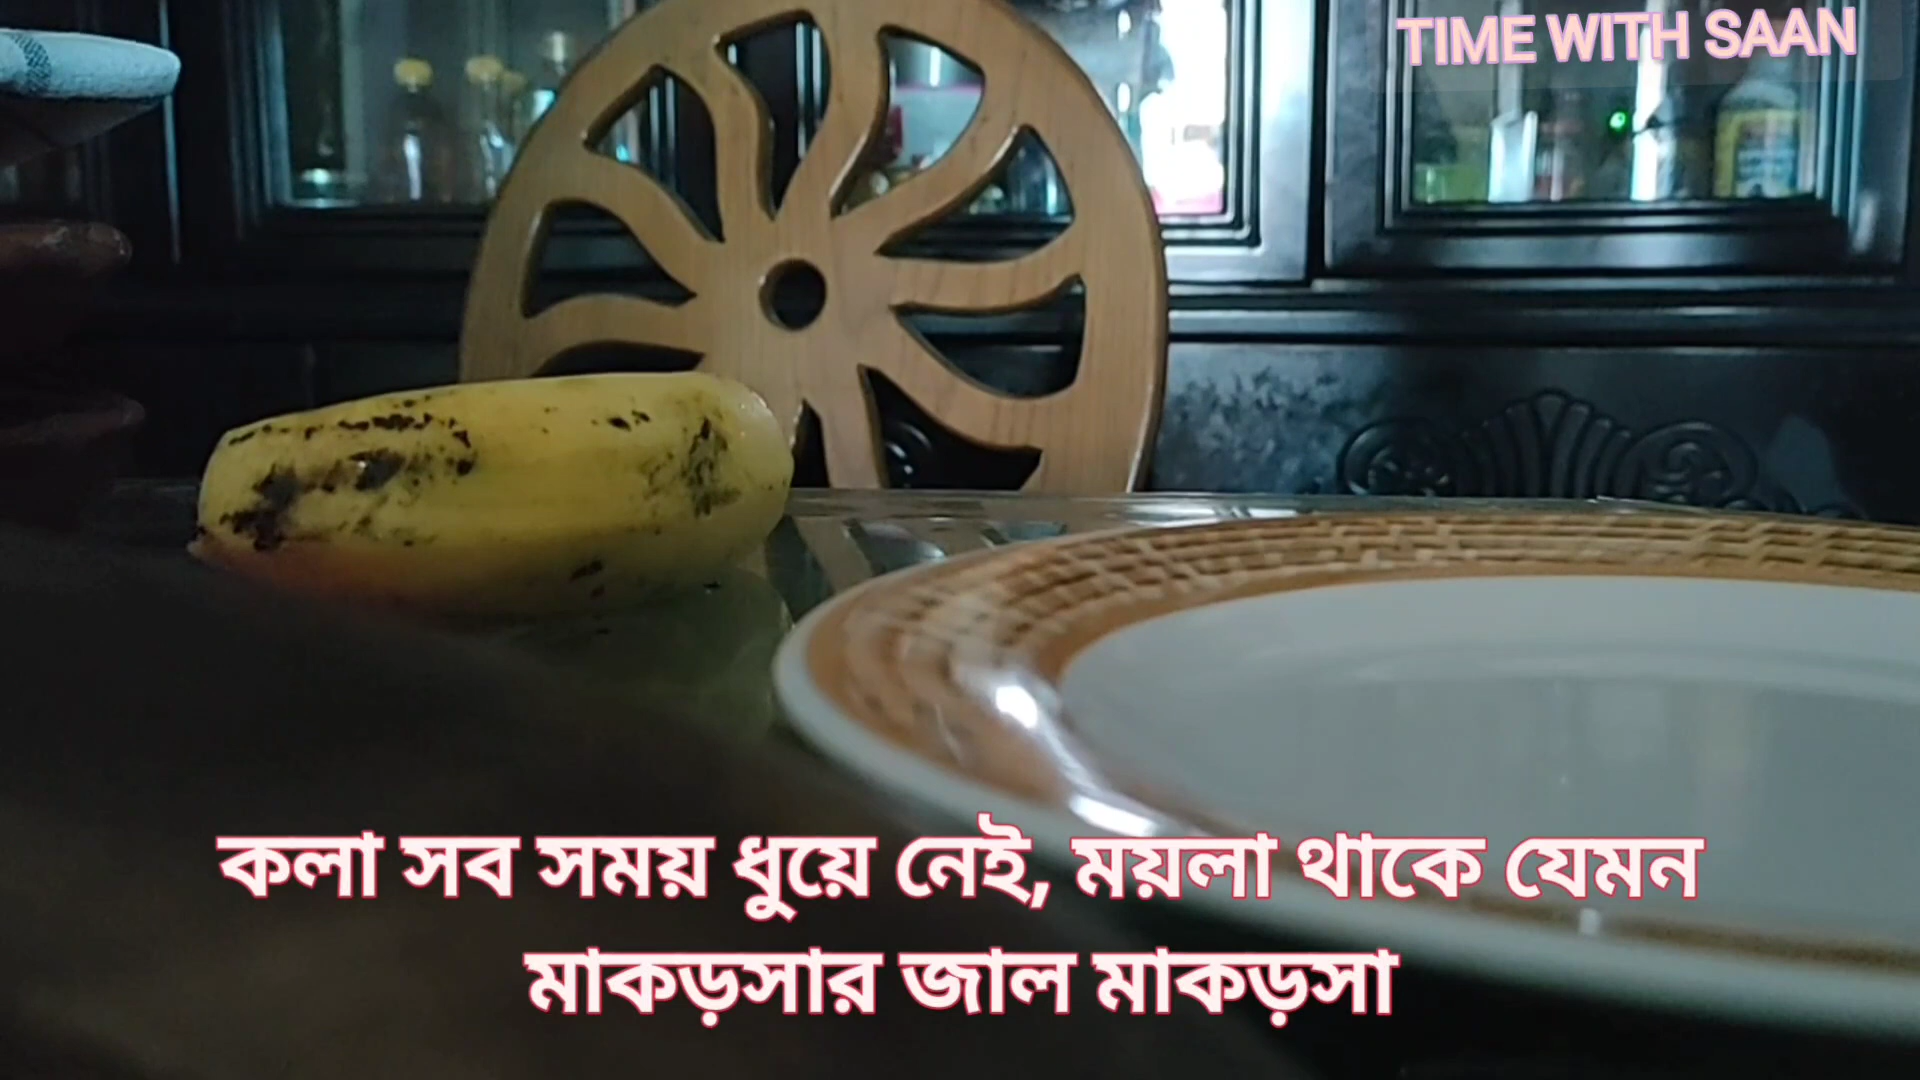 TIME WITH SAAN
কলা সব সময় ধুয়ে নেই, ময়লা থাকে যেমন
মাকড়সার জাল মাকড়সা